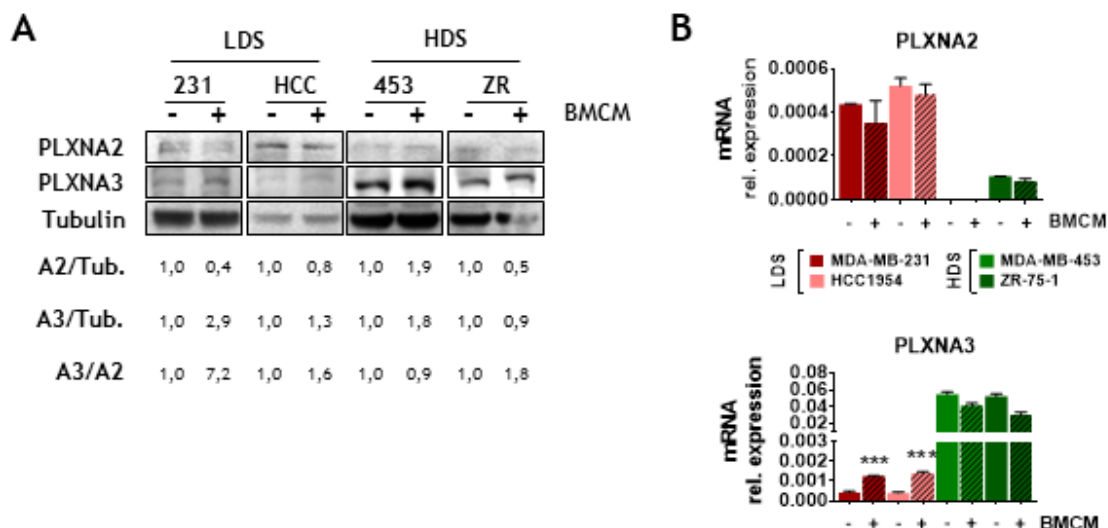 A
LDS HDS
231 HCC 453 ZR
- + - + - + - + BMCM
PLXNA2
PLXNA3
Tubulin
A2/Tub. 1,0 0,4 1,0 0,8 1,0 1,9 1,0 0,5
A3/Tub. 1,0 2,9 1,0 1,3 1,0 1,8 1,0 0,9
A3/A2 1,0 7,2 1,0 1,6 1,0 0,9 1,0 1,8
B
PLXNA2
mRNA
rel. expression
0.0006
0.0004
0.0002
0.0000
- + - + - + - + BMCM
LDS
MDA-MB-231
HCC1954
HDS
MDA-MB-453
ZR-75-1
PLXNA3
mRNA
rel. expression
0.08
0.06
0.04
0.02
0.003
0.002
0.001
0.000
*** ***
- + - + - + - + BMCM